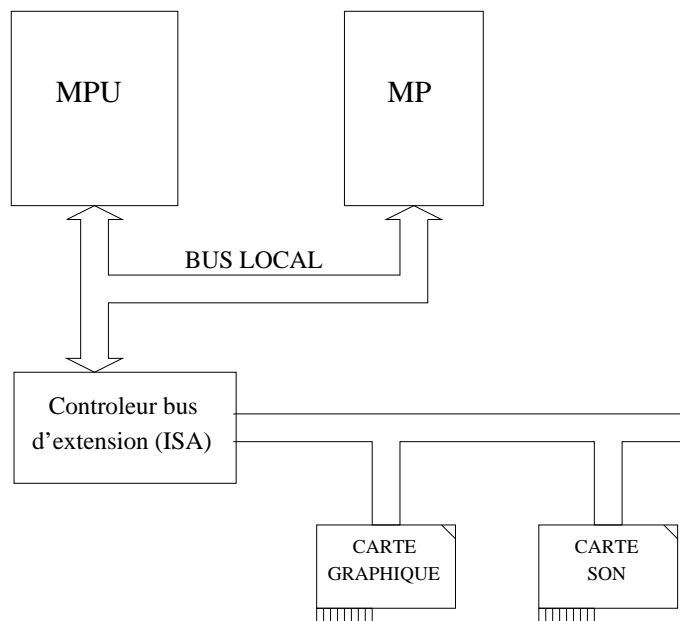 MPU
MP
BUS LOCAL
Controleur bus
d’extension (ISA)
CARTE
GRAPHIQUE
CARTE
SON